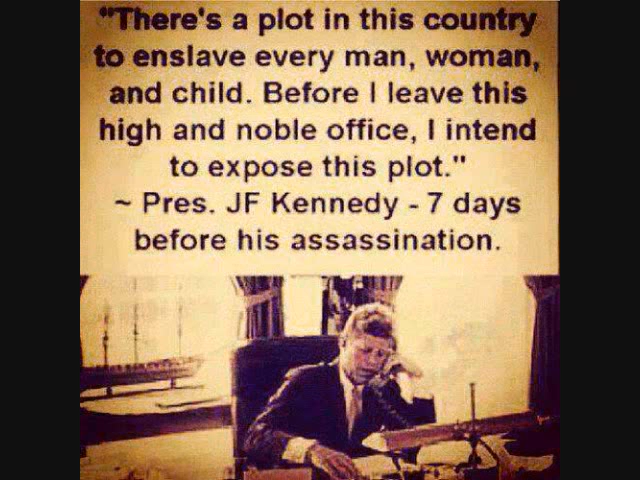 "There's a plot in this country
to enslave every man, woman,
and child. Before I leave this
high and noble office, I intend
to expose this plot."
~ Pres. JF Kennedy - 7 days
before his assassination.